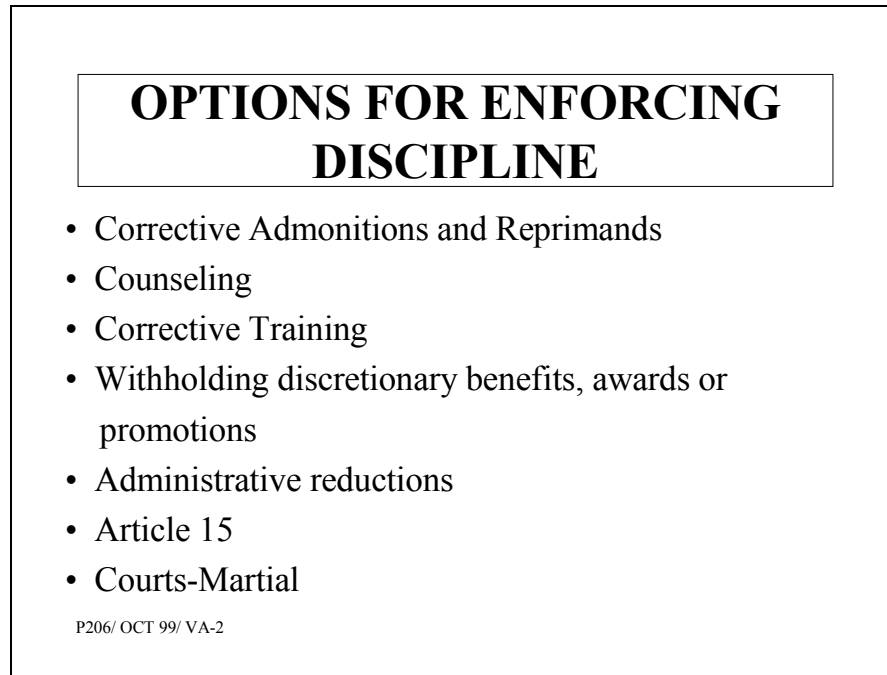 OPTIONS FOR ENFORCING
DISCIPLINE
• Corrective Admonitions and Reprimands
• Counseling
• Corrective Training
• Withholding discretionary benefits, awards or
promotions
• Administrative reductions
• Article 15
• Courts-Martial
P206/ OCT 99/ VA-2